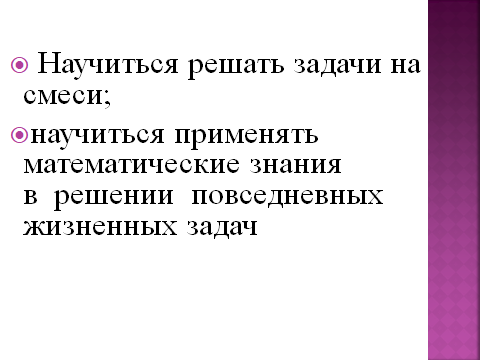 Научиться решать задачи на
смеси;
научиться применять
математические знания
в решении повседневных
жизненных задач